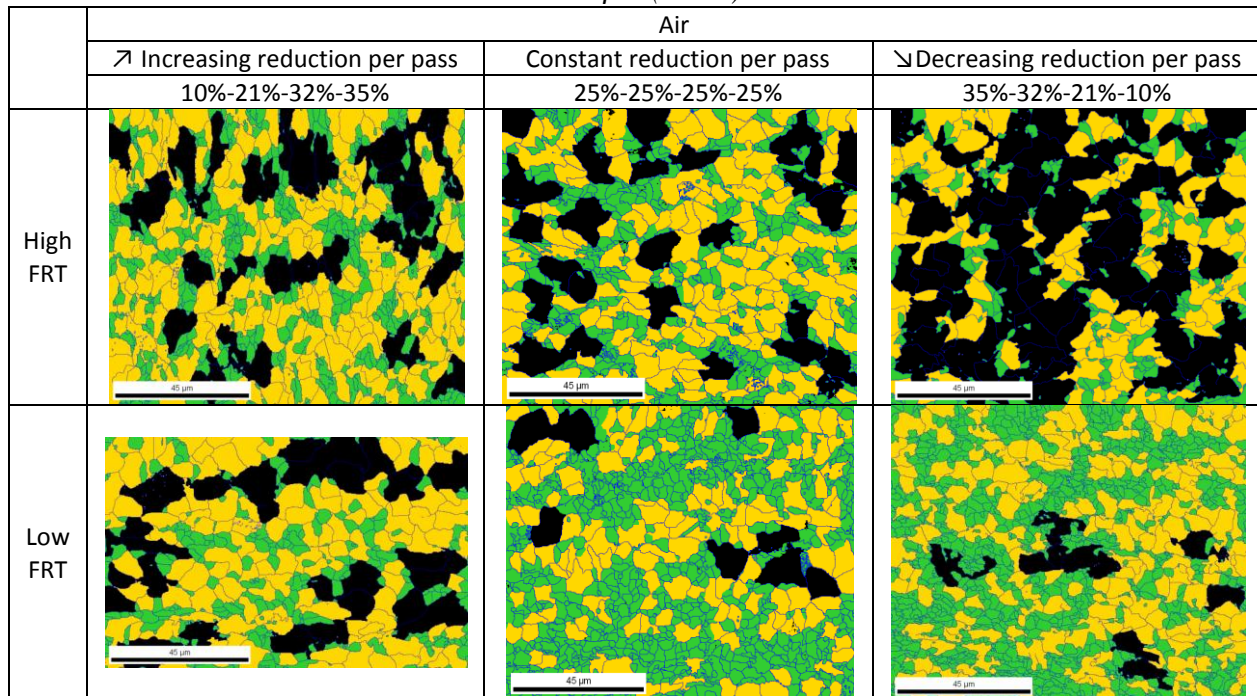 Air
↗ Increasing reduction per pass
Constant reduction per pass
↘Decreasing reduction per pass
10%-21%-32%-35%
25%-25%-25%-25%
35%-32%-21%-10%
High
FRT
45 µm
45 µm
45 µm
Low
FRT
45 µm
45 µm
45 µm